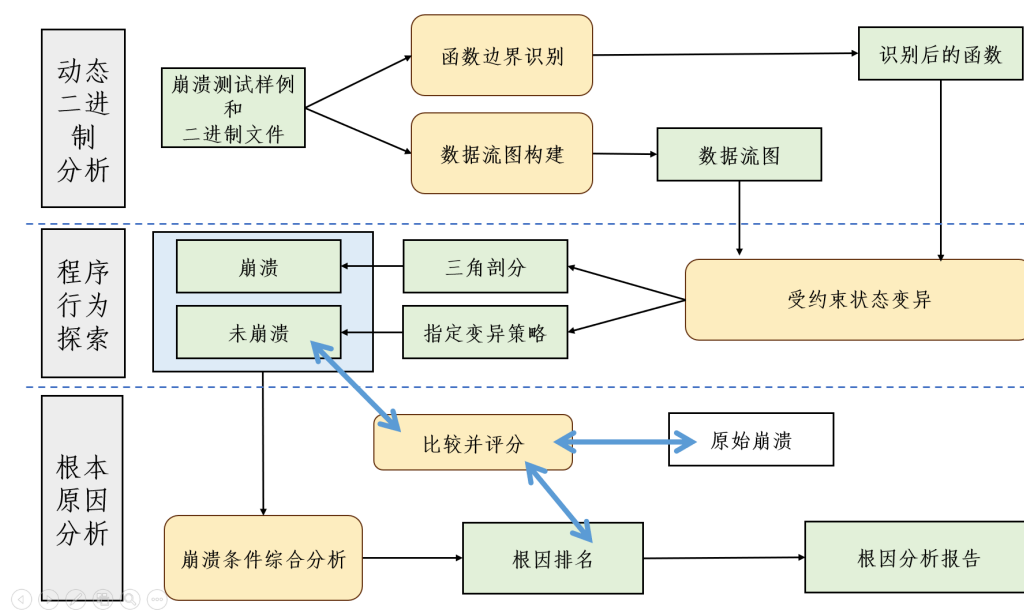 动态
二进
制
分析
崩溃测试样例
和
二进制文件
函数边界识别
识别后的函数
数据流图构建
数据流图
程序
行为
探索
崩溃
三角剖分
受约束状态变异
未崩溃
指定变异策略
根本
原因
分析
比较并评分
原始崩溃
崩溃条件综合分析
根因排名
根因分析报告